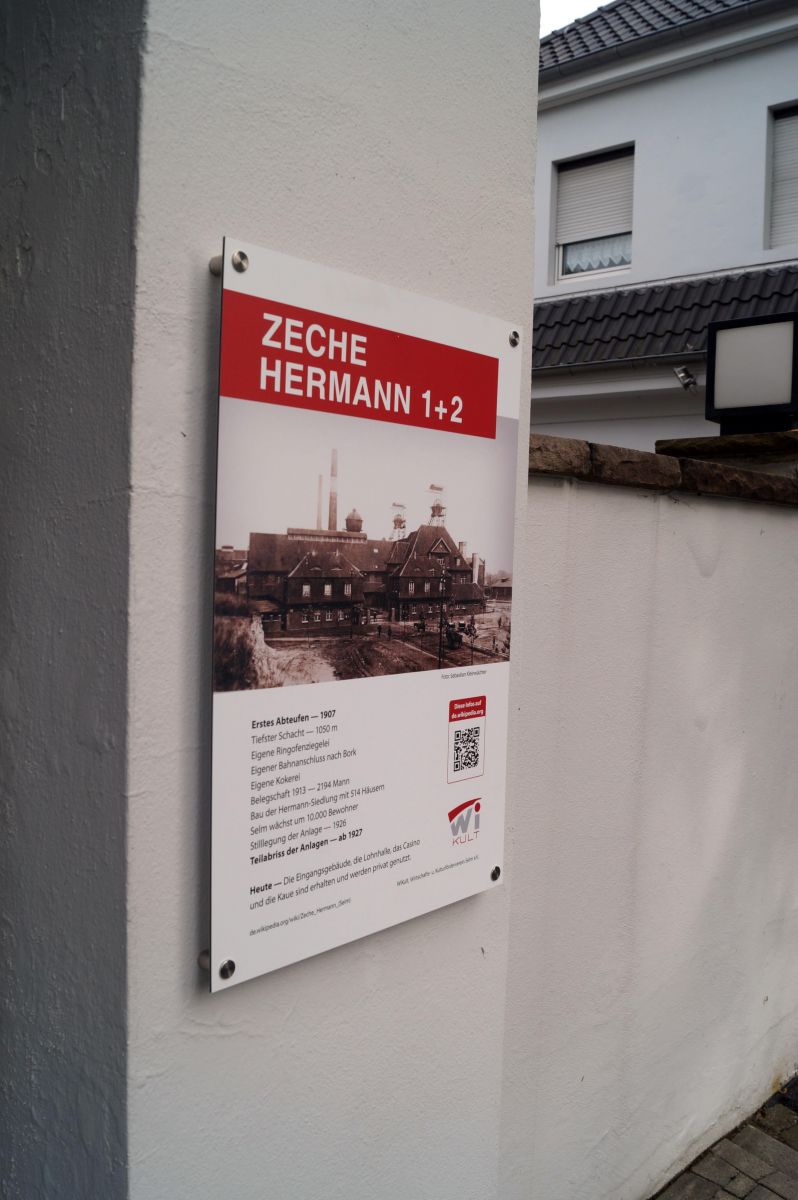 ZECHE
HERMANN 1+2
Foto: Sebastian Kleinwächter
Erstes Abteufen — 1907
Tiefster Schacht — 1050 m
Eigene Ringofenziegelei
Eigener Bahnanschluss nach Bork
Eigene Kokerei
Belegschaft 1913 — 2194 Mann
Bau der Hermann-Siedlung mit 514 Häusern
Selm wächst um 10.000 Bewohner
Stilllegung der Anlage — 1926
Teilabriss der Anlagen — ab 1927
Heute — Die Eingangsgebäude, die Lohnhalle, das Casino
und die Kaue sind erhalten und werden privat genutzt.
de.wikipedia.org/wiki/Zeche_Hermann_(Selm)
Diese Infos auf
de.wikipedia.org
Wi
KULT
WiKult, Wirtschafts- u. Kulturförderverein Selm e.V.